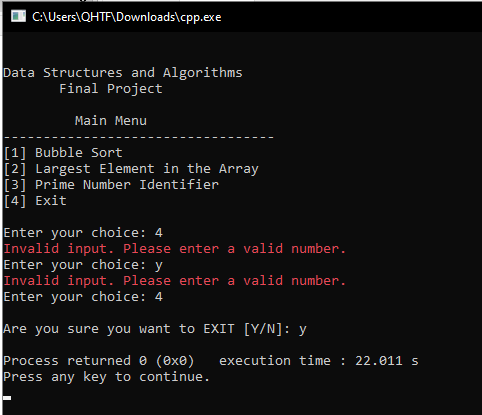 C:\Users\QHTF\Downloads\cpp.exe
Data Structures and Algorithms
Final Project
Main Menu
----------------------------------
[1] Bubble Sort
[2] Largest Element in the Array
[3] Prime Number Identifier
[4] Exit
Enter your choice: 4
Invalid input. Please enter a valid number.
Enter your choice: y
Invalid input. Please enter a valid number.
Enter your choice: 4
Are you sure you want to EXIT [Y/N]: y
Process returned 0 (0x0)   execution time : 22.011 s
Press any key to continue.